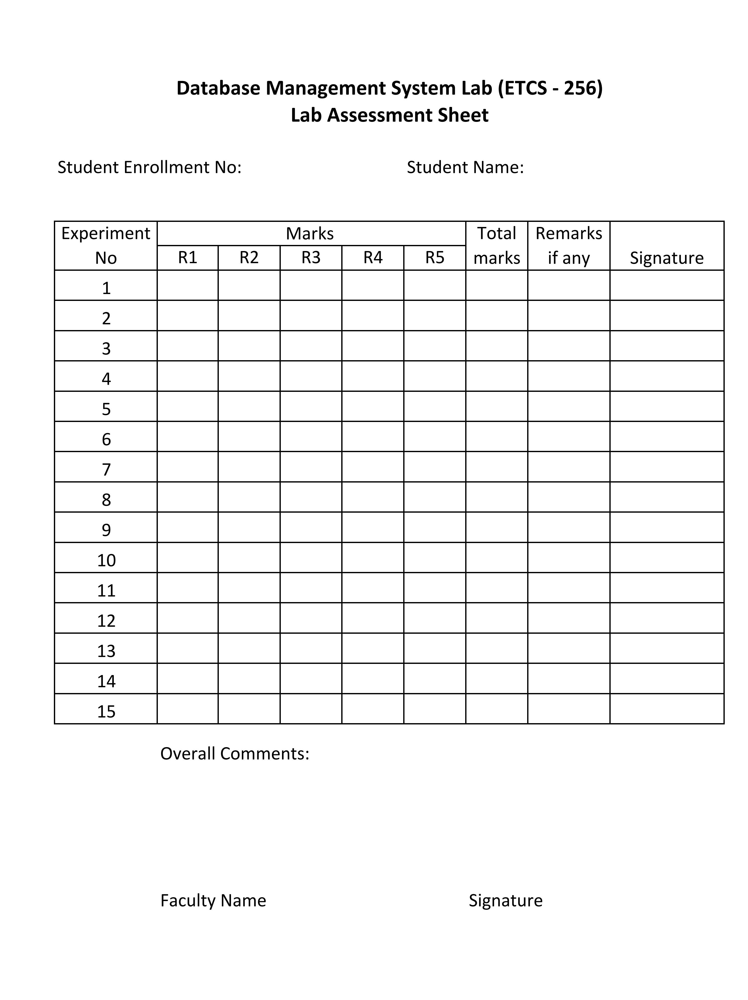 Database Management System Lab (ETCS - 256)
Lab Assessment Sheet
Student Enrollment No: Student Name:
Experiment No Marks Total marks Remarks if any Signature
R1 R2 R3 R4 R5
1
2
3
4
5
6
7
8
9
10
11
12
13
14
15
Overall Comments:
Faculty Name Signature